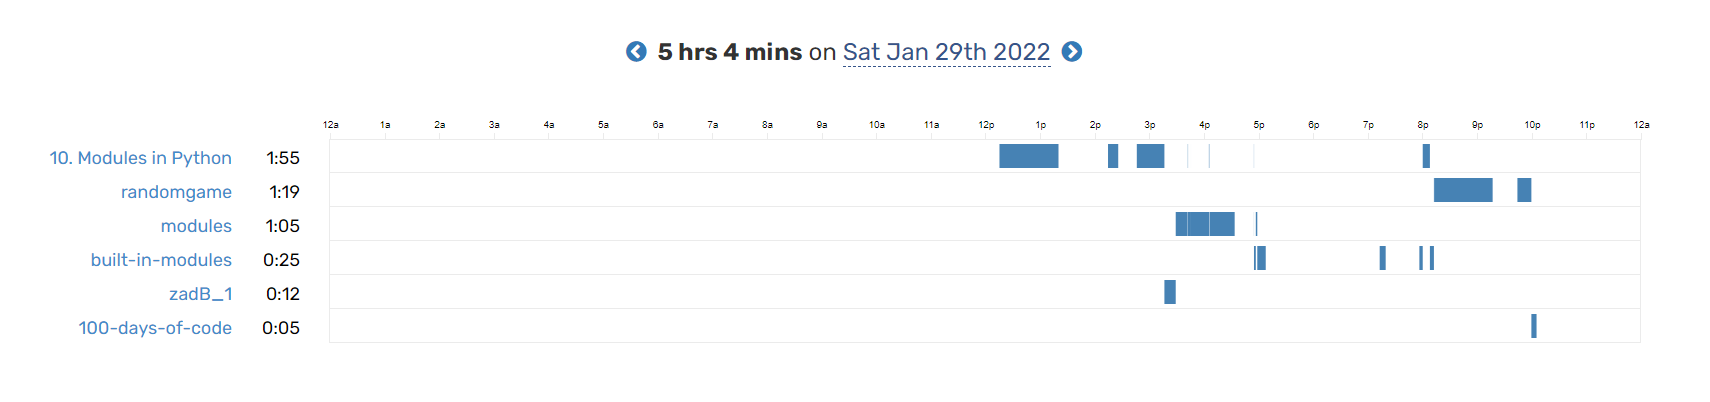 5 hrs 4 mins on Sat Jan 29th 2022
12a 1a 2a 3a 4a 5a 6a 7a 8a 9a 10a 11a 12p 1p 2p 3p 4p 5p 6p 7p 8p 9p 10p 11p 12a
10. Modules in Python 1:55
randomgame 1:19
modules 1:05
built-in-modules 0:25
zadB_1 0:12
100-days-of-code 0:05